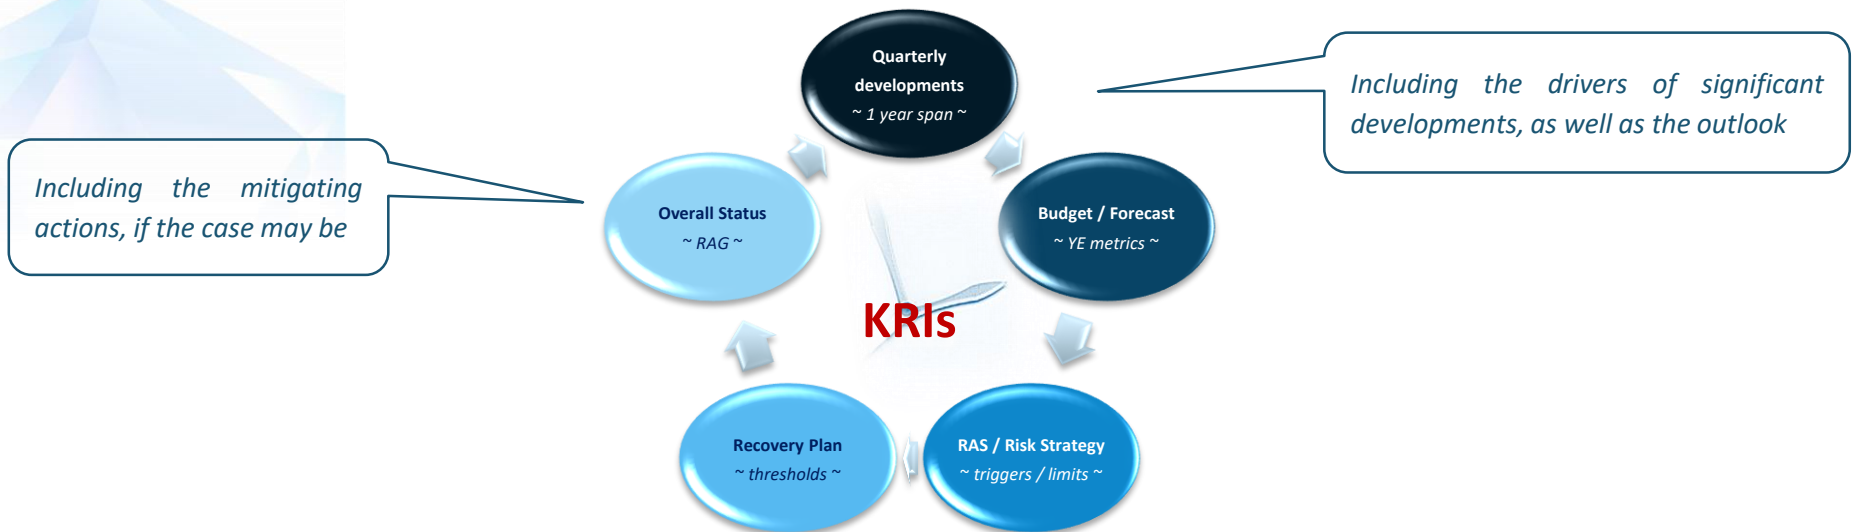 Quarterly
developments
~ 1 year span ~
Including the drivers of significant
developments, as well as the outlook
Including the mitigating
actions, if the case may be
Overall Status
~ RAG ~
Budget / Forecast
~ YE metrics ~
KRIs
Recovery Plan
~ thresholds ~
RAS / Risk Strategy
~ triggers / limits ~